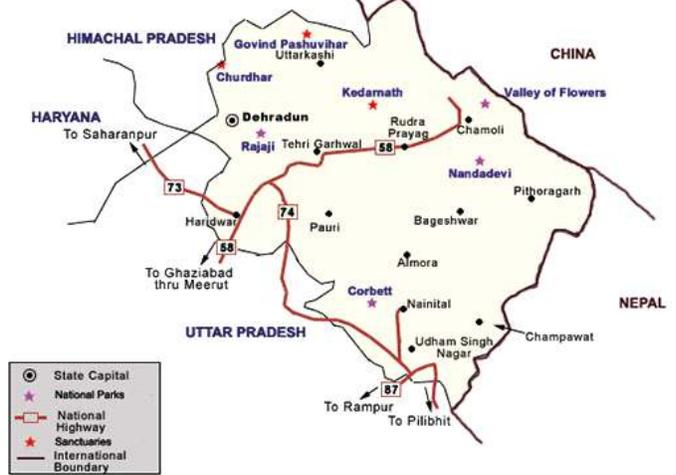 HIMACHAL PRADESH
Govind Pashuvihar
Uttarkashi
CHINA
Churdhar
Kedarnath
Valley of Flowers
HARYANA
To Saharanpur
Dehradun
Rajaji
Tehri Garhwal
58
Rudra
Prayag
Chamoli
Nandadevi
73
Pithoragarh
74
Haridwar
Pauri
Bageshwar
58
To Ghaziabad
thru Meerut
Almora
Corbett
Nainital
NEPAL
UTTAR PRADESH
Champawat
Udham Singh
Nagar
87
To Rampur
To Pilibhit
State Capital
National Parks
National
Highway
Sanctuaries
International
Boundary